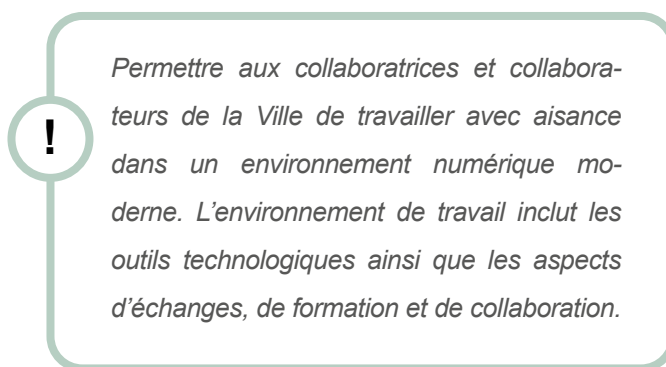 Permettre aux collaboratrices et collabora-
teurs de la Ville de travailler avec aisance
!
dans un environnement numérique mo-
derne. L’environnement de travail inclut les
outils technologiques ainsi que les aspects
d’échanges, de formation et de collaboration.